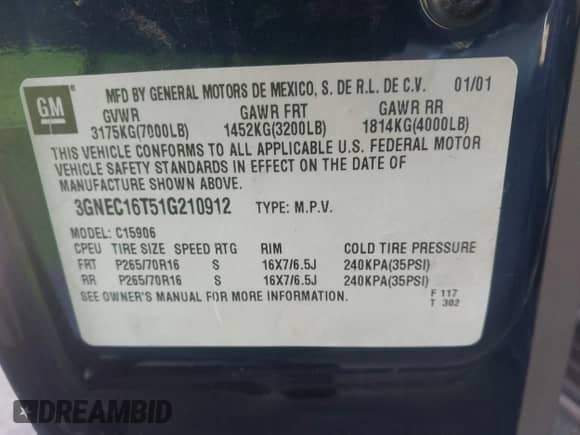 GM
MFD BY GENERAL MOTORS DE MEXICO, S. DE R.L. DE C.V. 01/01
GVWR GAWR FRT GAWR RR
3175KG(7000LB) 1452KG(3200LB) 1814KG(4000LB)
THIS VEHICLE CONFORMS TO ALL APPLICABLE U.S. FEDERAL MOTOR
VEHICLE SAFETY STANDARDS IN EFFECT ON THE DATE OF
MANUFACTURE SHOWN ABOVE.
3GNEC16T51G210912 TYPE: M.P.V.
MODEL: C15906
CPEU TIRE SIZE SPEED RTG RIM COLD TIRE PRESSURE
FRT P265/70R16 S 16X7/6.5J 240KPA(35PSI)
RR P265/70R16 S 16X7/6.5J 240KPA(35PSI)
SEE OWNER'S MANUAL FOR MORE INFORMATION. F 117
T 302
DREAMBID